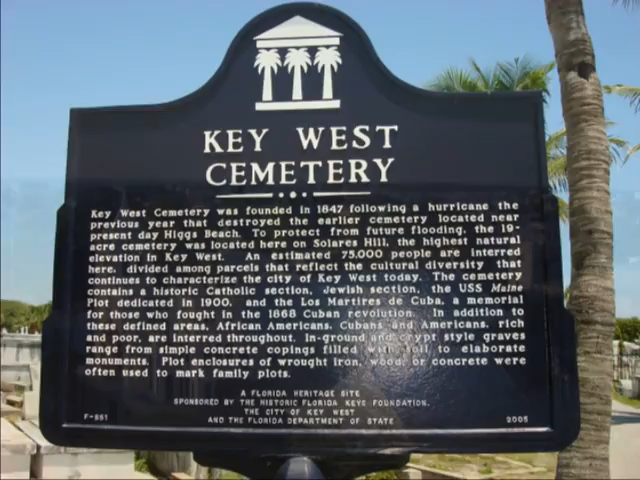 KEY WEST
CEMETERY
Key West Cemetery was founded in 1847 following a hurricane the
previous year that destroyed the earlier cemetery located near
present day Higgs Beach. To protect from future flooding, the 19-
acre cemetery was located here on Solares Hill, the highest natural
elevation in Key West. An estimated 75,000 people are interred
here, divided among parcels that reflect the cultural diversity that
continues to characterize the city of Key West today. The cemetery
contains a historic Catholic section, Jewish section, the USS Maine
Plot dedicated in 1900, and the Los Martires de Cuba, a memorial
for those who fought in the 1868 Cuban revolution. In addition to
these defined areas, African Americans, Cubans and Americans, rich
and poor, are interred throughout. In-ground and crypt style graves
range from simple concrete copings filled with soil to elaborate
monuments. Plot enclosures of wrought iron, wood, or concrete were
often used to mark family plots.
A FLORIDA HERITAGE SITE
SPONSORED BY THE HISTORIC FLORIDA KEYS FOUNDATION,
THE CITY OF KEY WEST
AND THE FLORIDA DEPARTMENT OF STATE
F-851
2005